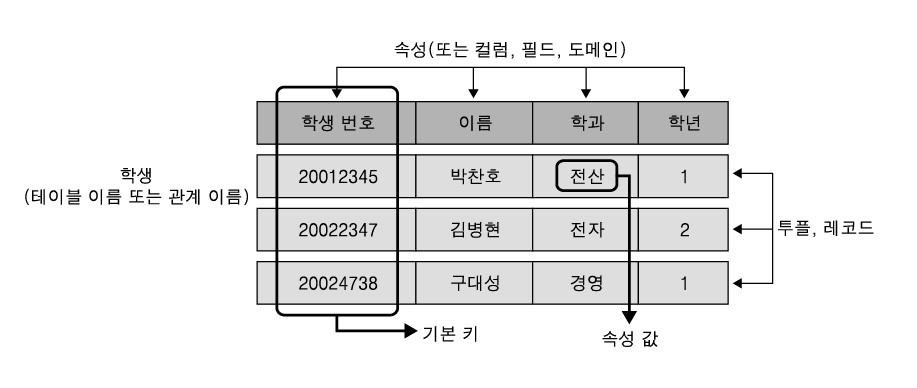 속성(또는 컬럼, 필드, 도메인)
학생 번호 이름 학과 학년
학생
(테이블 이름 또는 관계 이름)
20012345 박찬호 전산 1
20022347 김병현 전자 2
투플, 레코드
20024738 구대성 경영 1
기본 키
속성 값